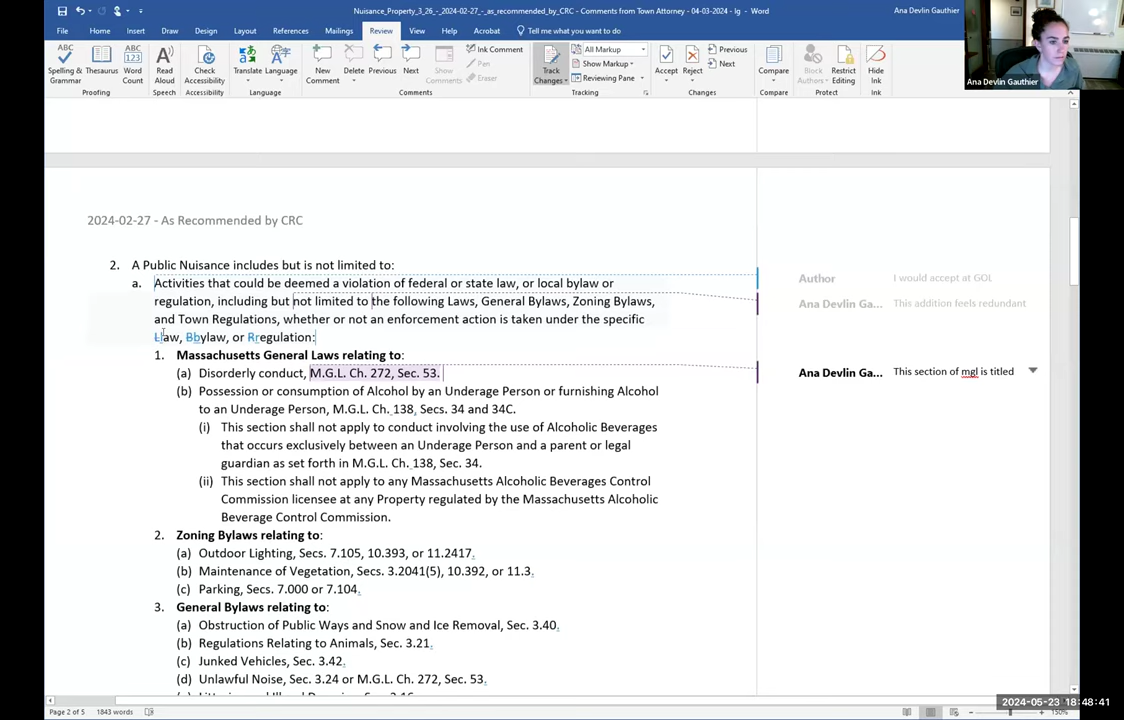 Nuisance_Property_3_26_-_2024-02-27_-_as_recommended_by_CRC - Comments from Town Attorney - 04-03-2024 - lg - Word
Ana Devlin Gauthier
File Home Insert Draw Design Layout References Mailings Review View Help Acrobat Tell me what you want to do
Spelling & Grammar
Thesaurus
Word Count
Read Aloud
Check Accessibility
Translate
Language
New Comment
Delete
Previous
Next
Show Comments
Ink Comment
Pen
Eraser
Track Changes
All Markup
Show Markup
Reviewing Pane
Accept
Reject
Previous
Next
Compare
Block Authors
Restrict Editing
Hide Ink
Proofing Speech Accessibility Language Comments Tracking Changes Compare Protect Ink
Ana Devlin Gauthier
2024-02-27 - As Recommended by CRC
2. A Public Nuisance includes but is not limited to:
a. Activities that could be deemed a violation of federal or state law, or local bylaw or
regulation, including but not limited to the following Laws, General Bylaws, Zoning Bylaws,
and Town Regulations, whether or not an enforcement action is taken under the specific
Llaw, Bbylaw, or Rregulation:
1. Massachusetts General Laws relating to:
(a) Disorderly conduct, M.G.L. Ch. 272, Sec. 53.
(b) Possession or consumption of Alcohol by an Underage Person or furnishing Alcohol
to an Underage Person, M.G.L. Ch. 138, Secs. 34 and 34C.
(i) This section shall not apply to conduct involving the use of Alcoholic Beverages
that occurs exclusively between an Underage Person and a parent or legal
guardian as set forth in M.G.L. Ch. 138, Sec. 34.
(ii) This section shall not apply to any Massachusetts Alcoholic Beverages Control
Commission licensee at any Property regulated by the Massachusetts Alcoholic
Beverage Control Commission.
2. Zoning Bylaws relating to:
(a) Outdoor Lighting, Secs. 7.105, 10.393, or 11.2417.
(b) Maintenance of Vegetation, Secs. 3.2041(5), 10.392, or 11.3.
(c) Parking, Secs. 7.000 or 7.104.
3. General Bylaws relating to:
(a) Obstruction of Public Ways and Snow and Ice Removal, Sec. 3.40.
(b) Regulations Relating to Animals, Sec. 3.21.
(c) Junked Vehicles, Sec. 3.42.
(d) Unlawful Noise, Sec. 3.24 or M.G.L. Ch. 272, Sec. 53.
Author I would accept at GOL
Ana Devlin Ga... This addition feels redundant
Ana Devlin Ga... This section of mgl is titled
Page 2 of 5 1843 words
2024-05-23 18:48:41
150%